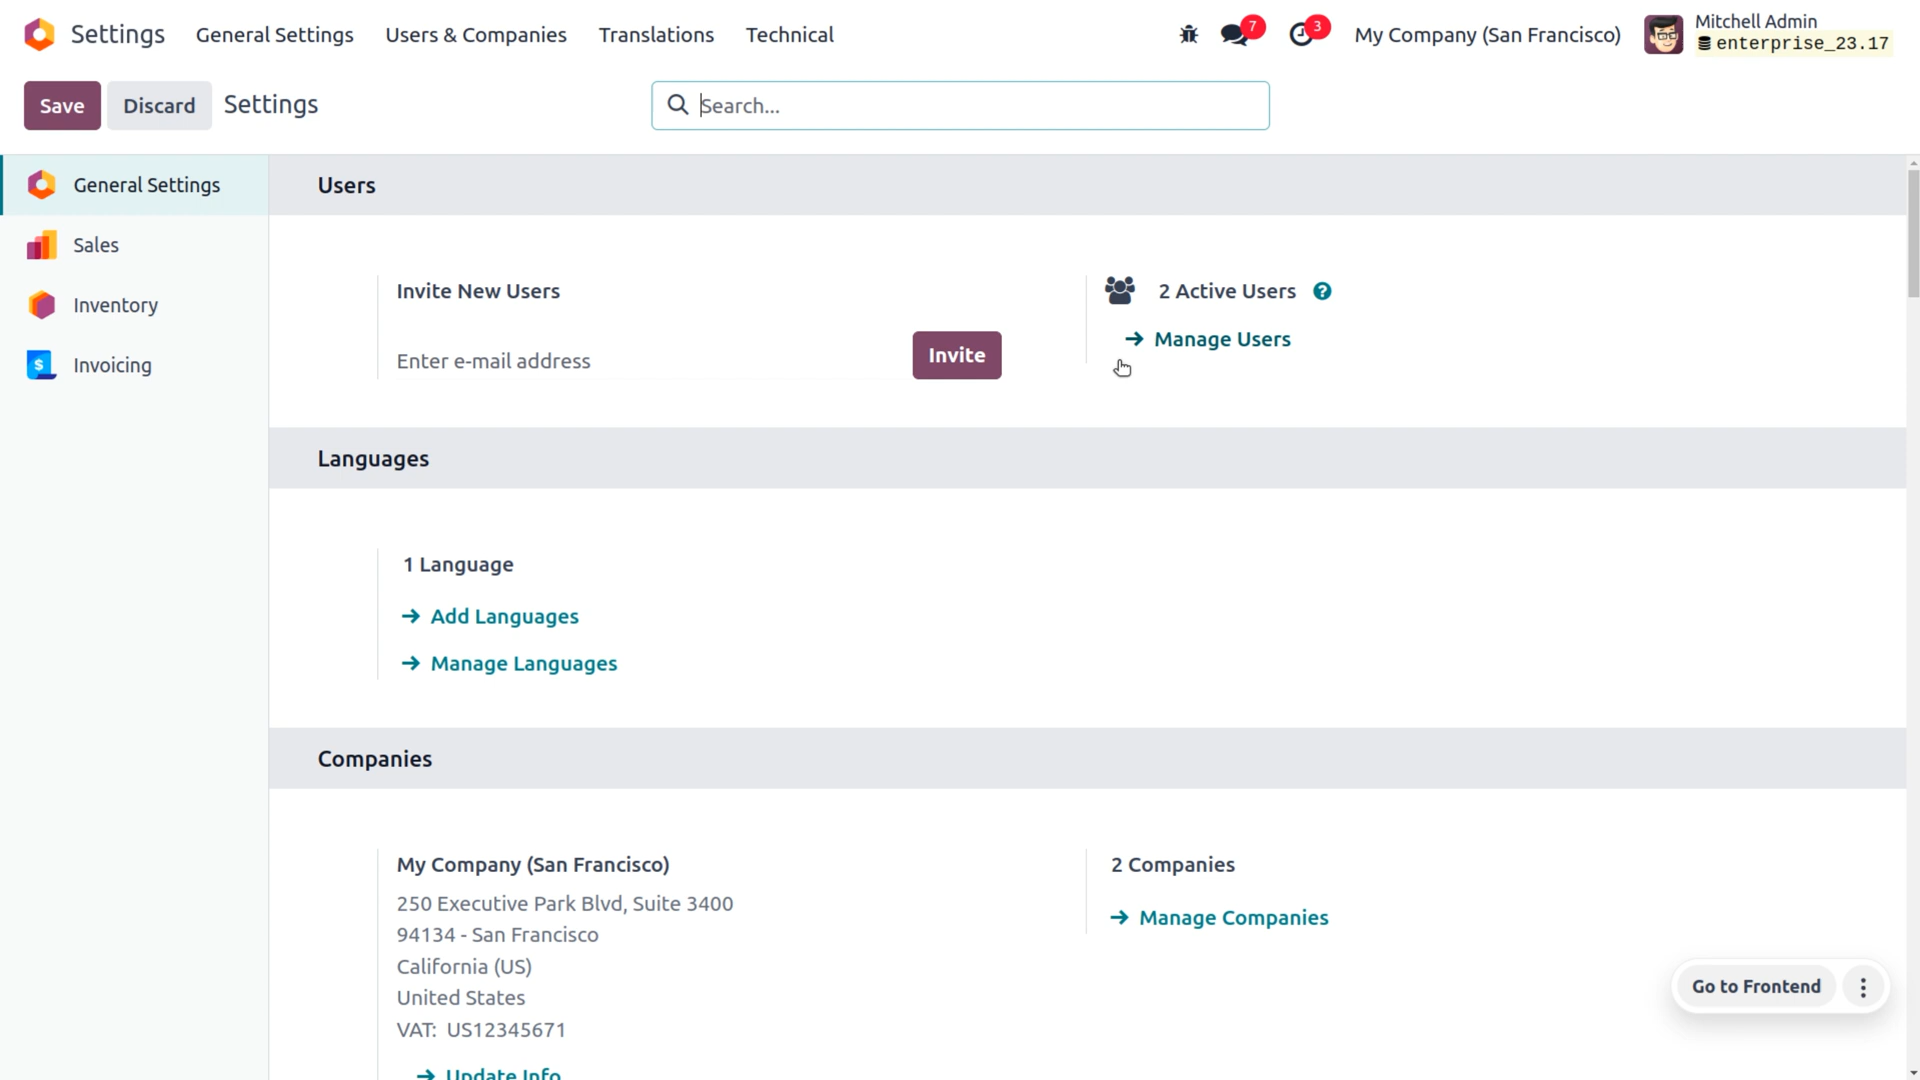 Settings General Settings Users & Companies Translations Technical 7 3 My Company (San Francisco) Mitchell Admin
enterprise_23.17
Save Discard Settings Search...
General Settings
Sales
Inventory
$
Invoicing
Users
Invite New Users
Enter e-mail address Invite
2 Active Users ?
→ Manage Users
Languages
1 Language
→ Add Languages
→ Manage Languages
Companies
My Company (San Francisco)
250 Executive Park Blvd, Suite 3400
94134 - San Francisco
California (US)
United States
VAT: US12345671
→ Update Info
2 Companies
→ Manage Companies
Go to Frontend